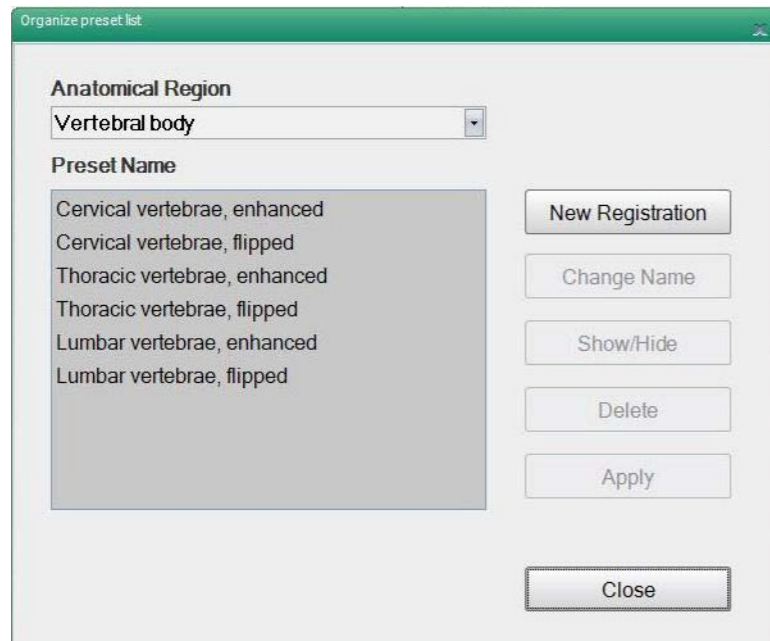 Organize preset list
Anatomical Region
Vertebral body
Preset Name
Cervical vertebrae, enhanced
Cervical vertebrae, flipped
Thoracic vertebrae, enhanced
Thoracic vertebrae, flipped
Lumbar vertebrae, enhanced
Lumbar vertebrae, flipped
New Registration
Change Name
Show/Hide
Delete
Apply
Close